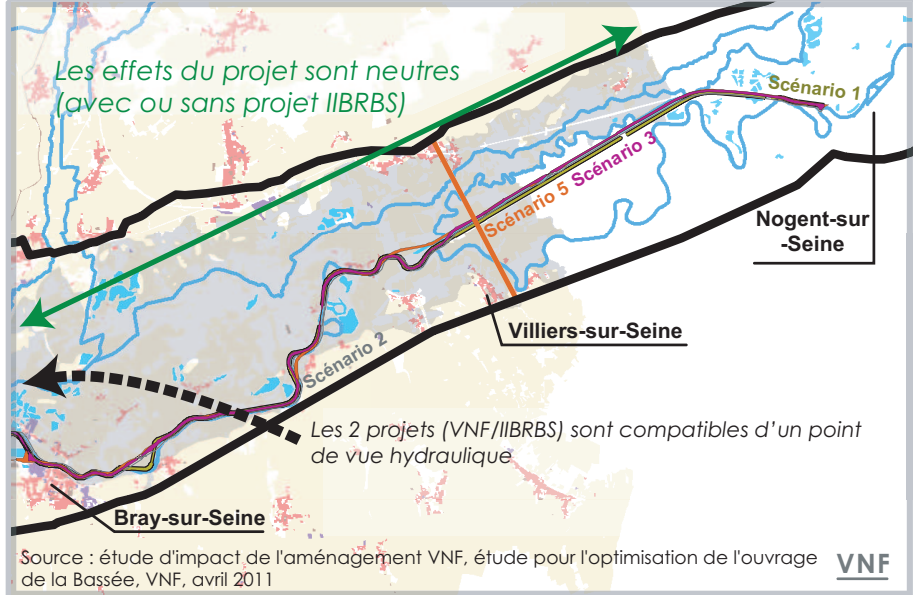 Les effets du projet sont neutres
(avec ou sans projet IIBRBS)
Scénario 1
Scénario 3
Scénario 5
Nogent-sur
-Seine
Villiers-sur-Seine
Scénario 2
Les 2 projets (VNF/IIBRBS) sont compatibles d'un point
de vue hydraulique
Bray-sur-Seine
Source : étude d'impact de l'aménagement VNF, étude pour l'optimisation de l'ouvrage
de la Bassée, VNF, avril 2011
VNF